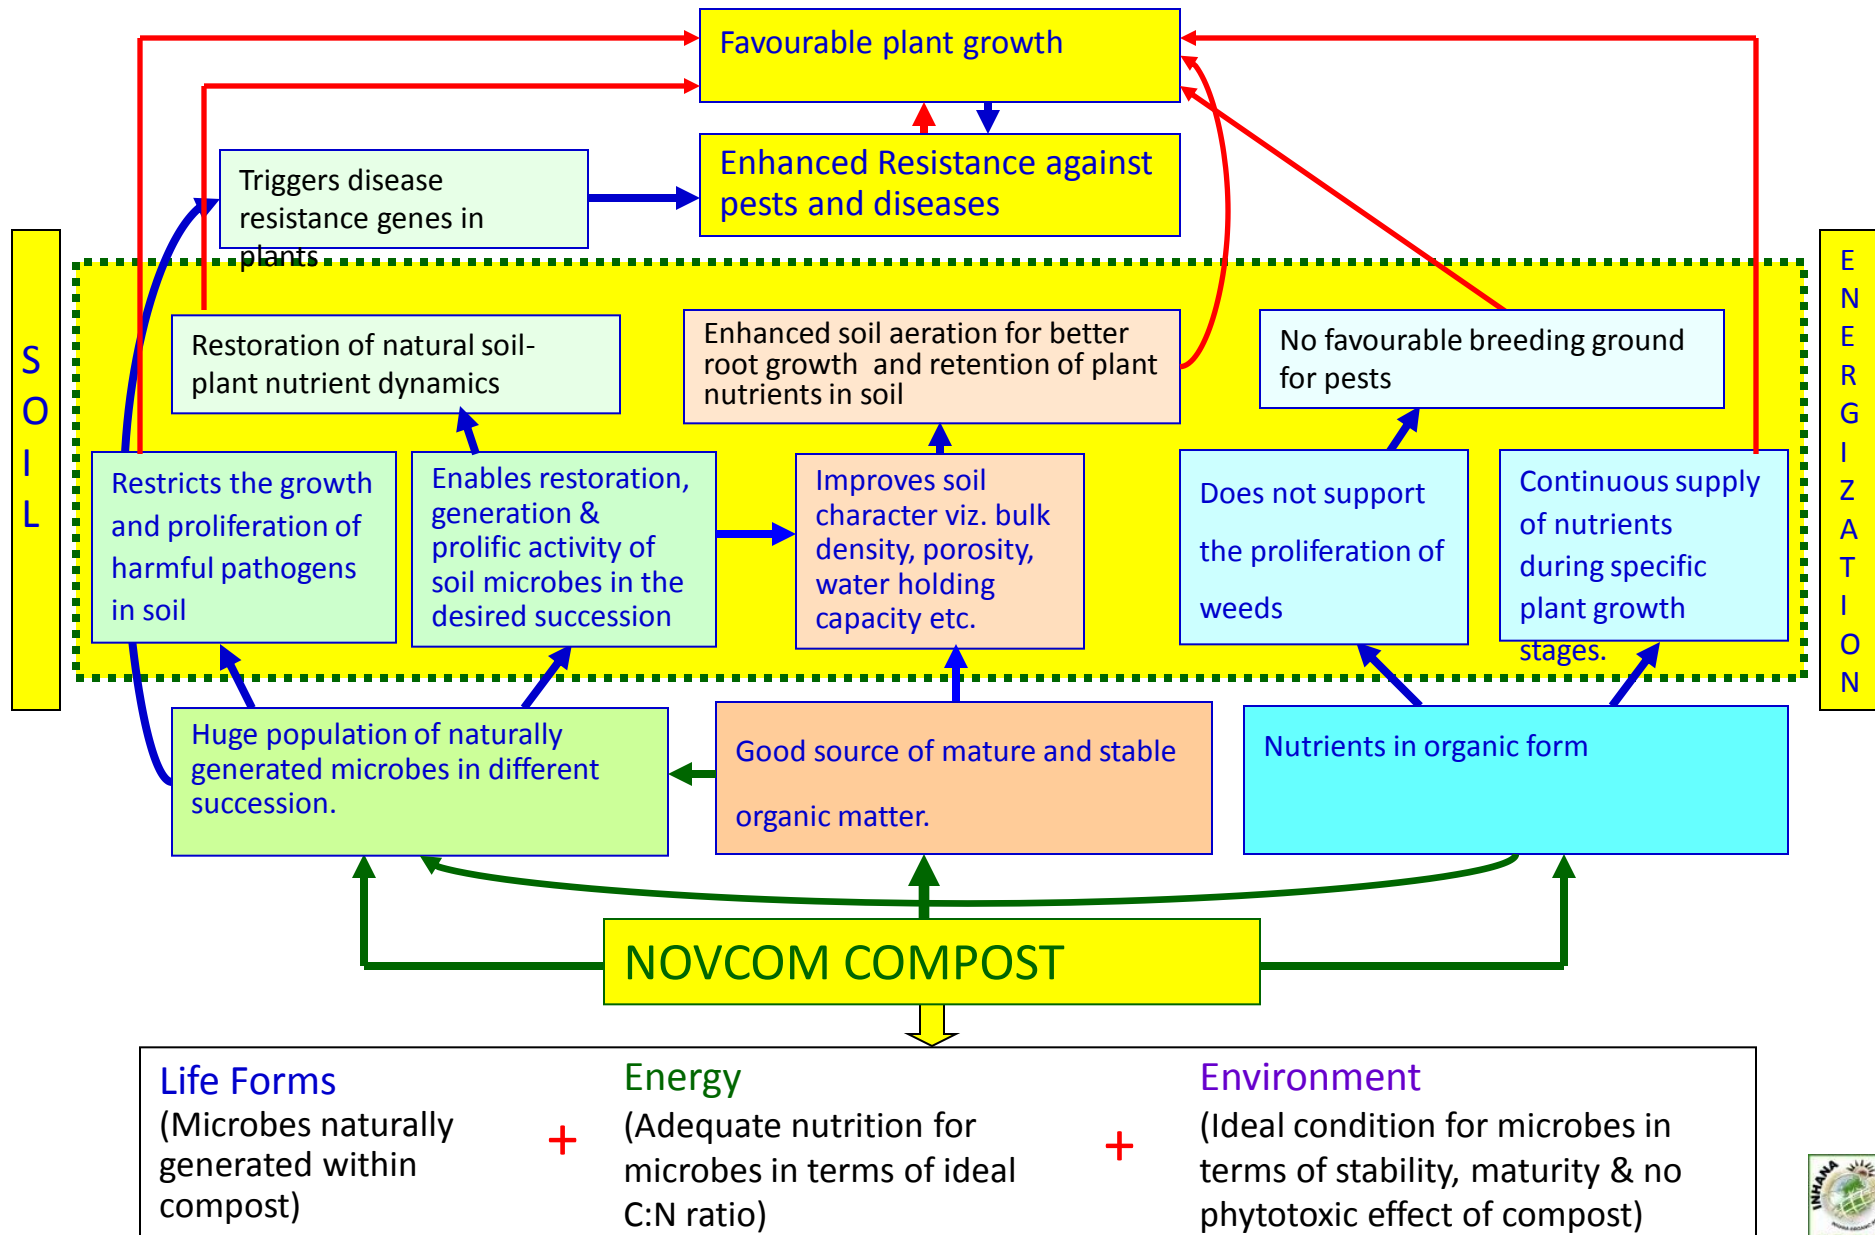 Favourable plant growth
Enhanced Resistance against
pests and diseases
Triggers disease
resistance genes in
plants
SOIL
ENERGIZATION
Restoration of natural soil-
plant nutrient dynamics
Enhanced soil aeration for better
root growth and retention of plant
nutrients in soil
No favourable breeding ground
for pests
Restricts the growth
and proliferation of
harmful pathogens
in soil
Enables restoration,
generation &
prolific activity of
soil microbes in the
desired succession
Improves soil
character viz. bulk
density, porosity,
water holding
capacity etc.
Does not support
the proliferation of
weeds
Continuous supply
of nutrients
during specific
plant growth
stages.
Huge population of naturally
generated microbes in different
succession.
Good source of mature and stable
organic matter.
Nutrients in organic form
NOVCOM COMPOST
Life Forms
(Microbes naturally
generated within
compost)
+
Energy
(Adequate nutrition for
microbes in terms of ideal
C:N ratio)
+
Environment
(Ideal condition for microbes in
terms of stability, maturity & no
phytotoxic effect of compost)
INHANA